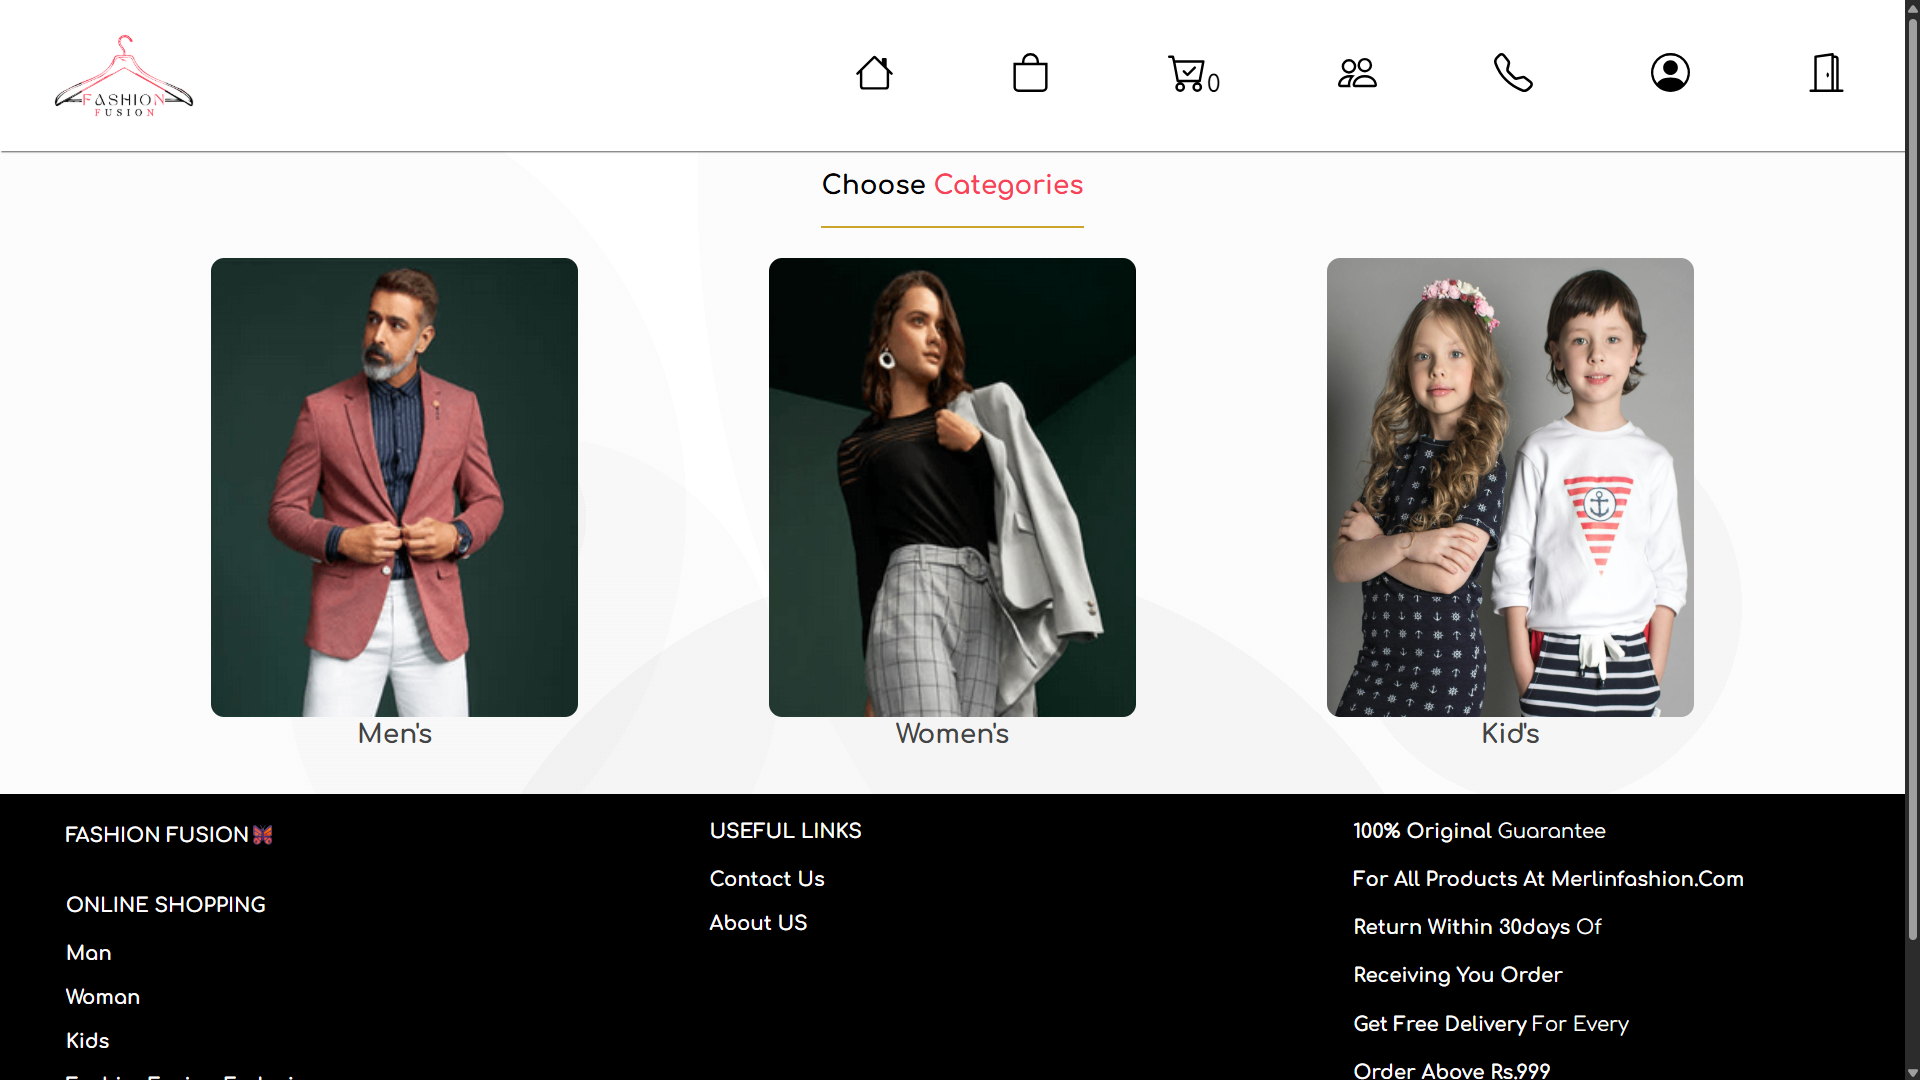 FASHION
FUSION
0
Choose Categories
Men's
Women's
Kid's
FASHION FUSION🦋
ONLINE SHOPPING
Man
Woman
Kids
USEFUL LINKS
Contact Us
About US
100% Original Guarantee
For All Products At Merlinfashion.Com
Return Within 30days Of
Receiving You Order
Get Free Delivery For Every
Order Above Rs.999